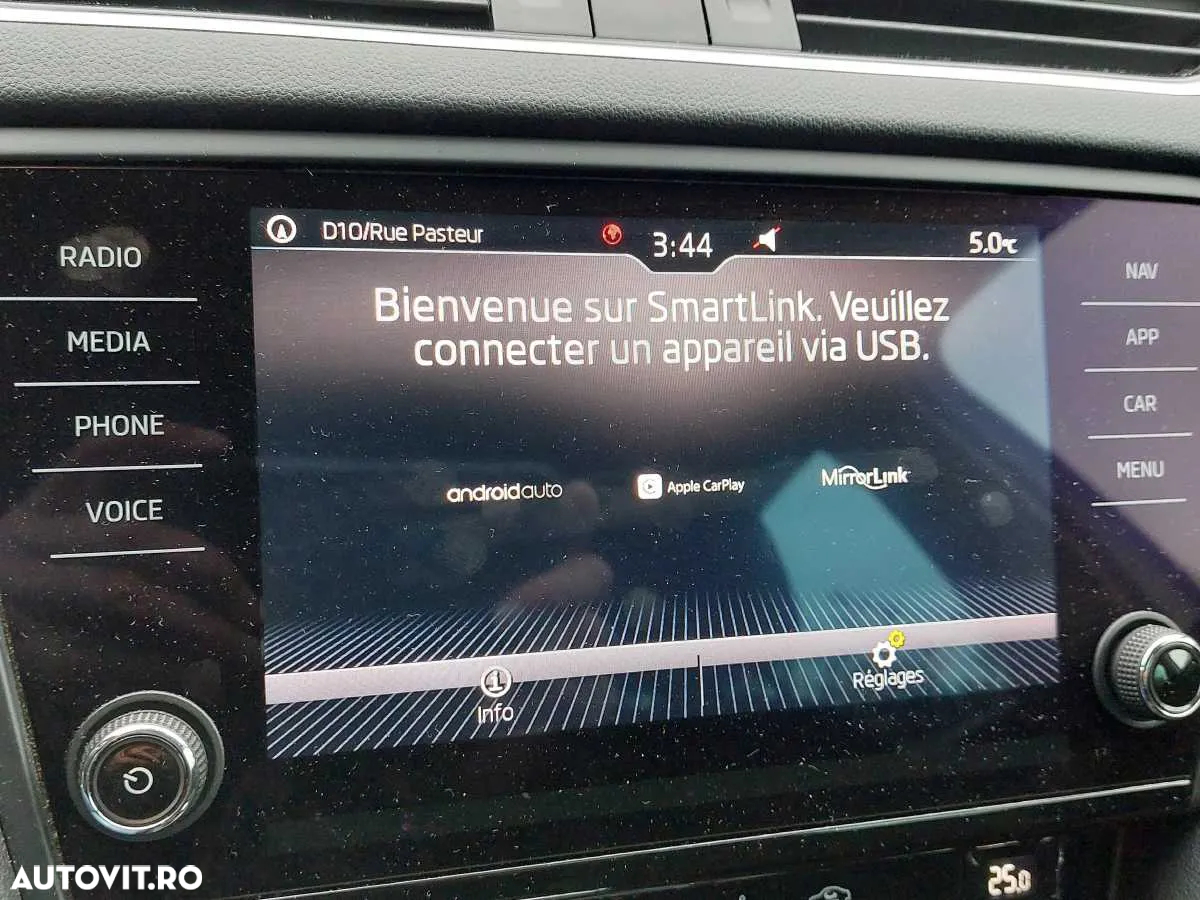 D10/Rue Pasteur 3:44 5.0°C
RADIO
MEDIA
PHONE
VOICE
Bienvenue sur SmartLink. Veuillez
connecter un appareil via USB.
androidauto Apple CarPlay MirrorLink
Info Réglages
NAV
APP
CAR
MENU
25.0
AUTOVIT.RO